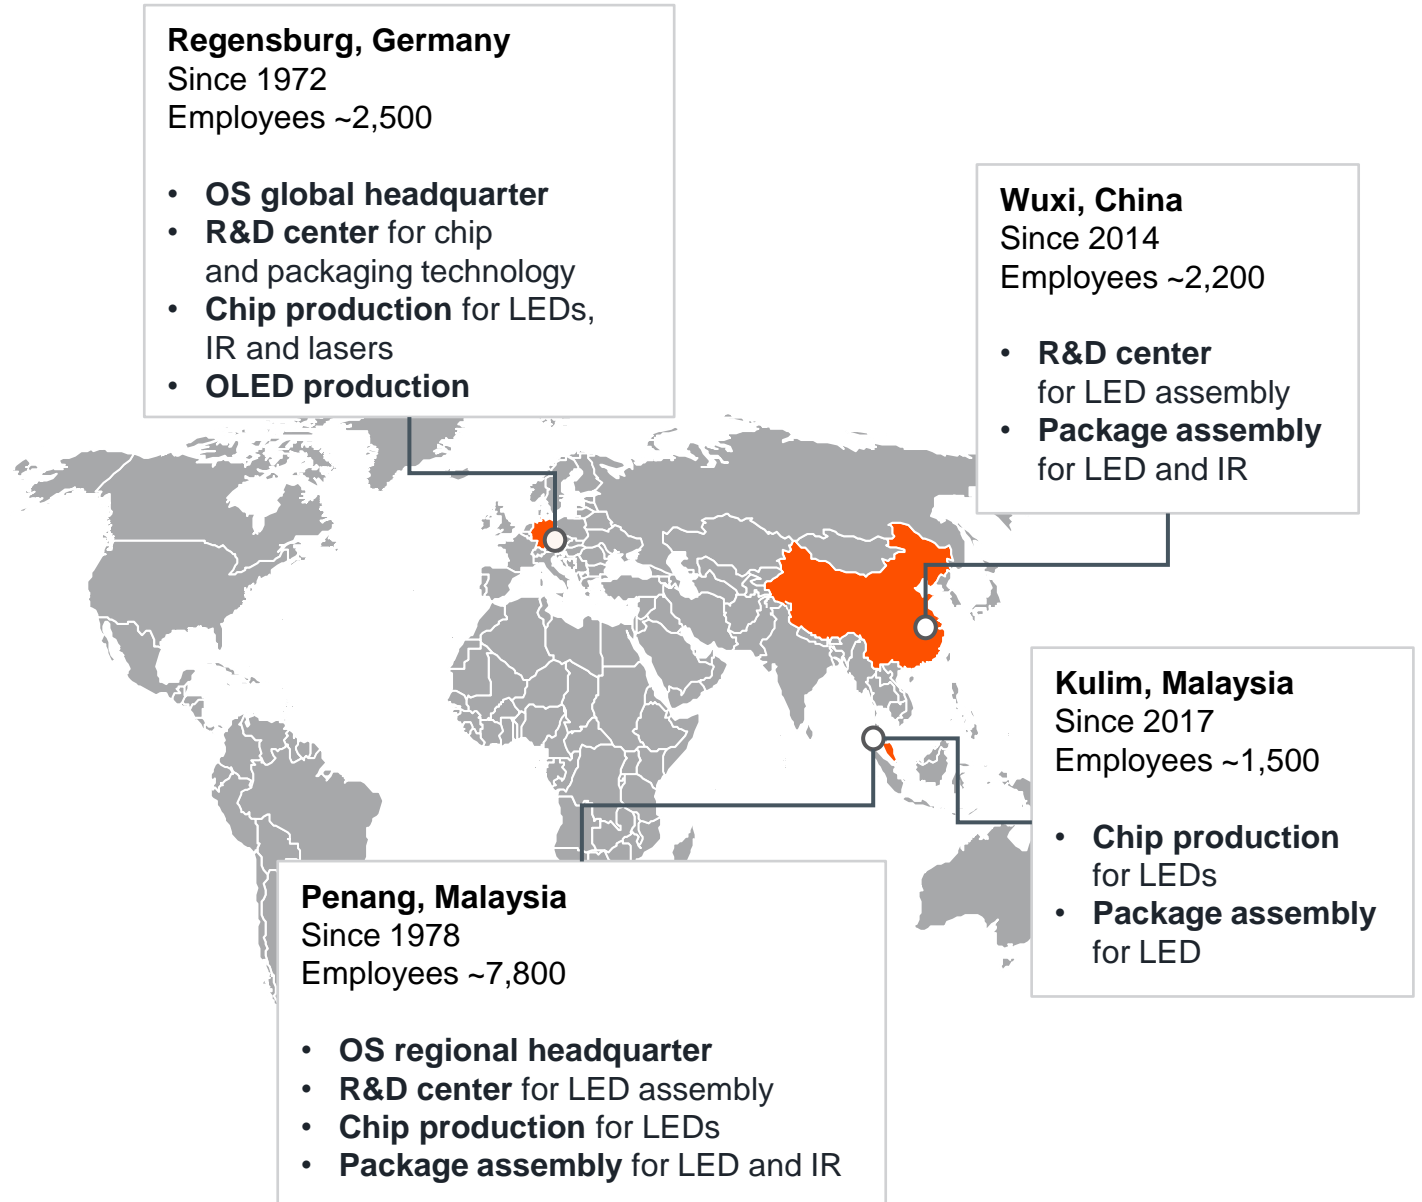 Regensburg, Germany
Since 1972
Employees ~2,500
• OS global headquarter
• R&D center for chip
and packaging technology
• Chip production for LEDs,
IR and lasers
• OLED production
Wuxi, China
Since 2014
Employees ~2,200
• R&D center
for LED assembly
• Package assembly
for LED and IR
Kulim, Malaysia
Since 2017
Employees ~1,500
• Chip production
for LEDs
• Package assembly
for LED
Penang, Malaysia
Since 1978
Employees ~7,800
• OS regional headquarter
• R&D center for LED assembly
• Chip production for LEDs
• Package assembly for LED and IR